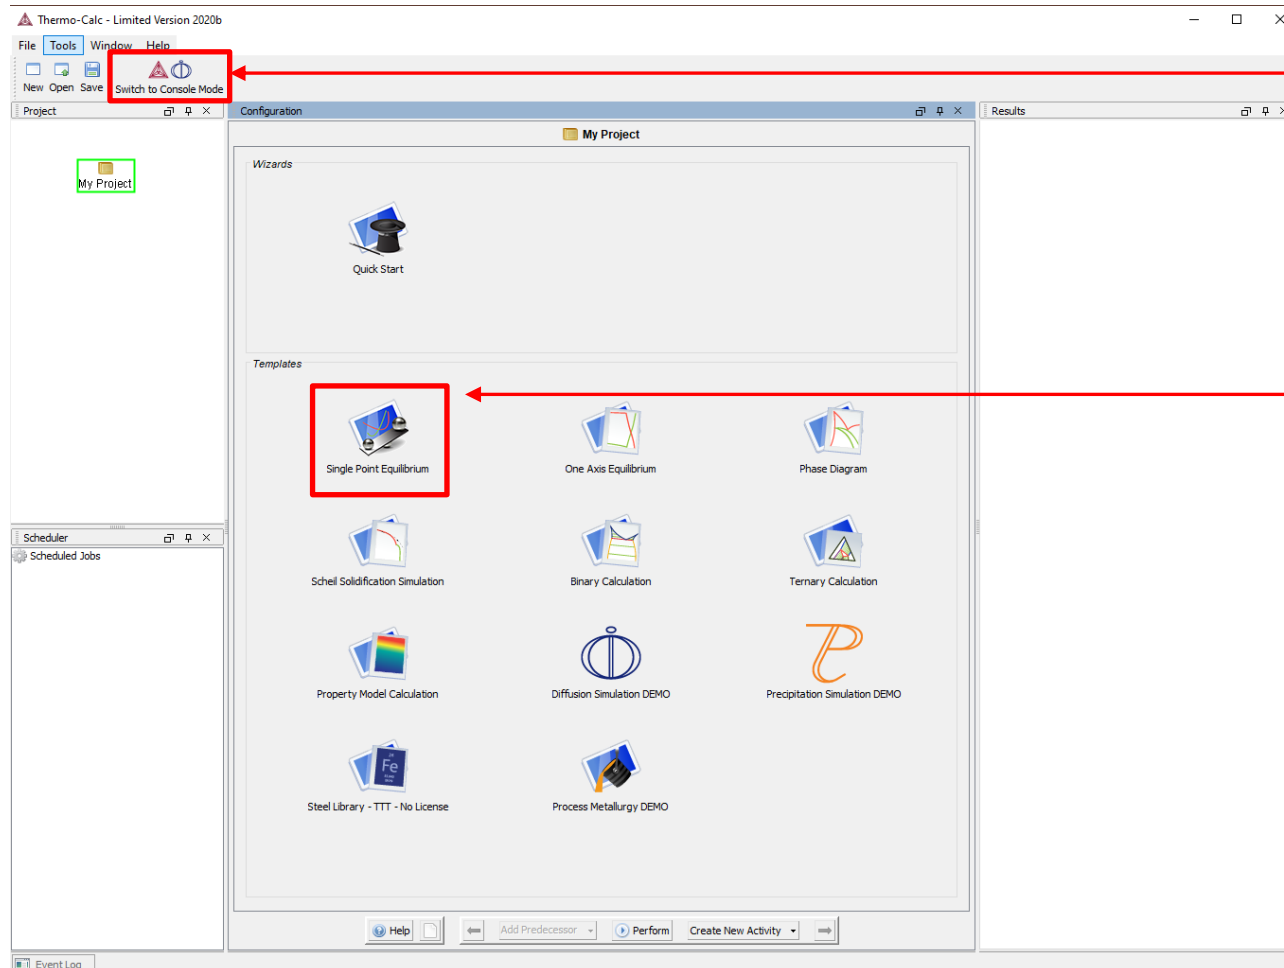 Thermo-Calc - Limited Version 2020b
File Tools Window Help
New Open Save Switch to Console Mode
Project
Configuration
Results
My Project
My Project
Wizards
Quick Start
Templates
Single Point Equilibrium
One Axis Equilibrium
Phase Diagram
Scheduler
Scheduled Jobs
Scheil Solidification Simulation
Binary Calculation
Ternary Calculation
Property Model Calculation
Diffusion Simulation DEMO
Precipitation Simulation DEMO
Fe
Steel Library - TTT - No License
Process Metallurgy DEMO
Help
Add Predecessor
Perform
Create New Activity
Event Log